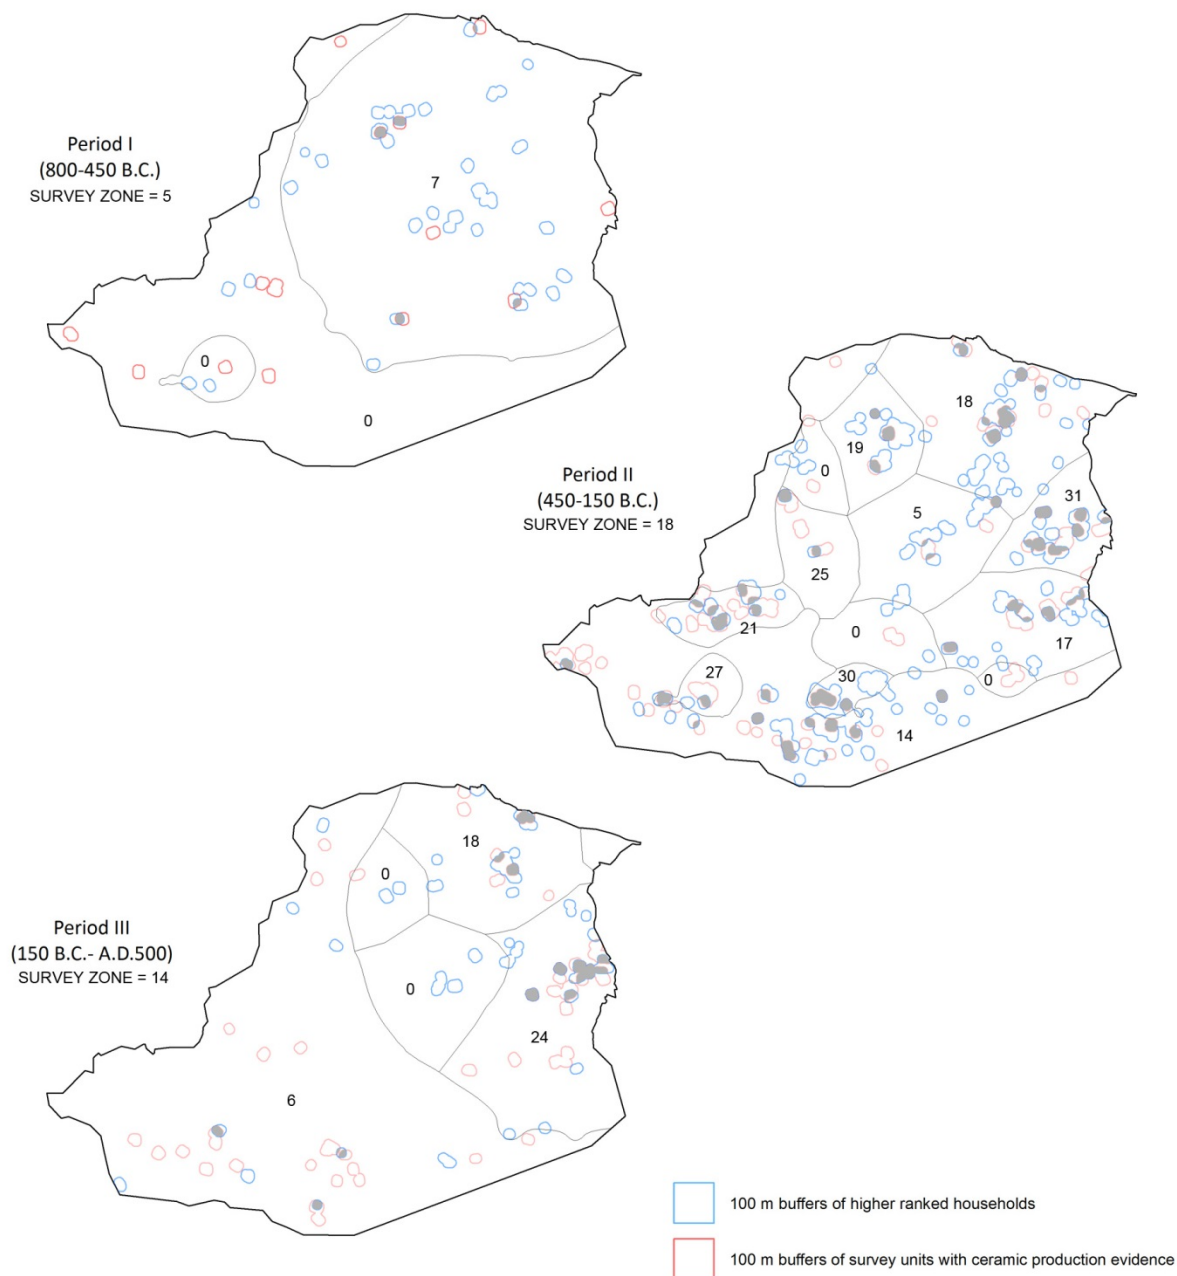 Period I
(800-450 B.C.)
SURVEY ZONE = 5
7
0
0
Period II
(450-150 B.C.)
SURVEY ZONE = 18
18
19
0
31
5
25
21
0
17
27
30
0
14
Period III
(150 B.C.- A.D.500)
SURVEY ZONE = 14
18
0
0
24
6
100 m buffers of higher ranked households
100 m buffers of survey units with ceramic production evidence